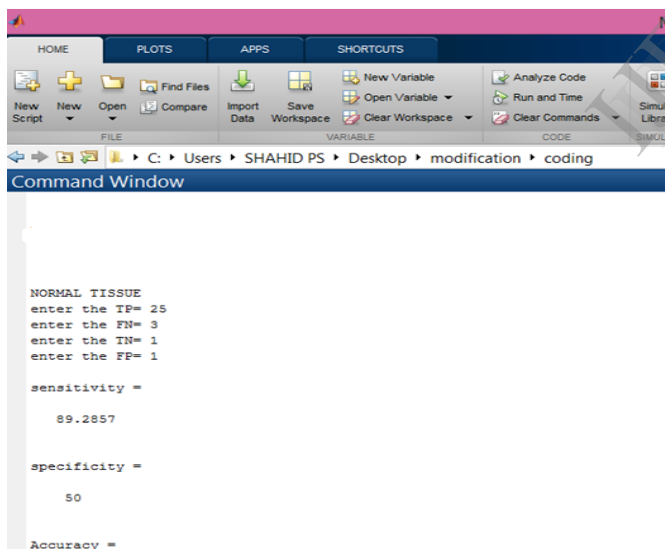 HOME PLOTS APPS SHORTCUTS
New Script
New
Open
Find Files
Compare
Import Data
Save Workspace
New Variable
Open Variable
Clear Workspace
Analyze Code
Run and Time
Clear Commands
FILE VARIABLE CODE
C: Users SHAHID PS Desktop modification coding
Command Window
NORMAL TISSUE
enter the TP= 25
enter the FN= 3
enter the TN= 1
enter the FP= 1
sensitivity =
89.2857
specificity =
50
Accuracy =